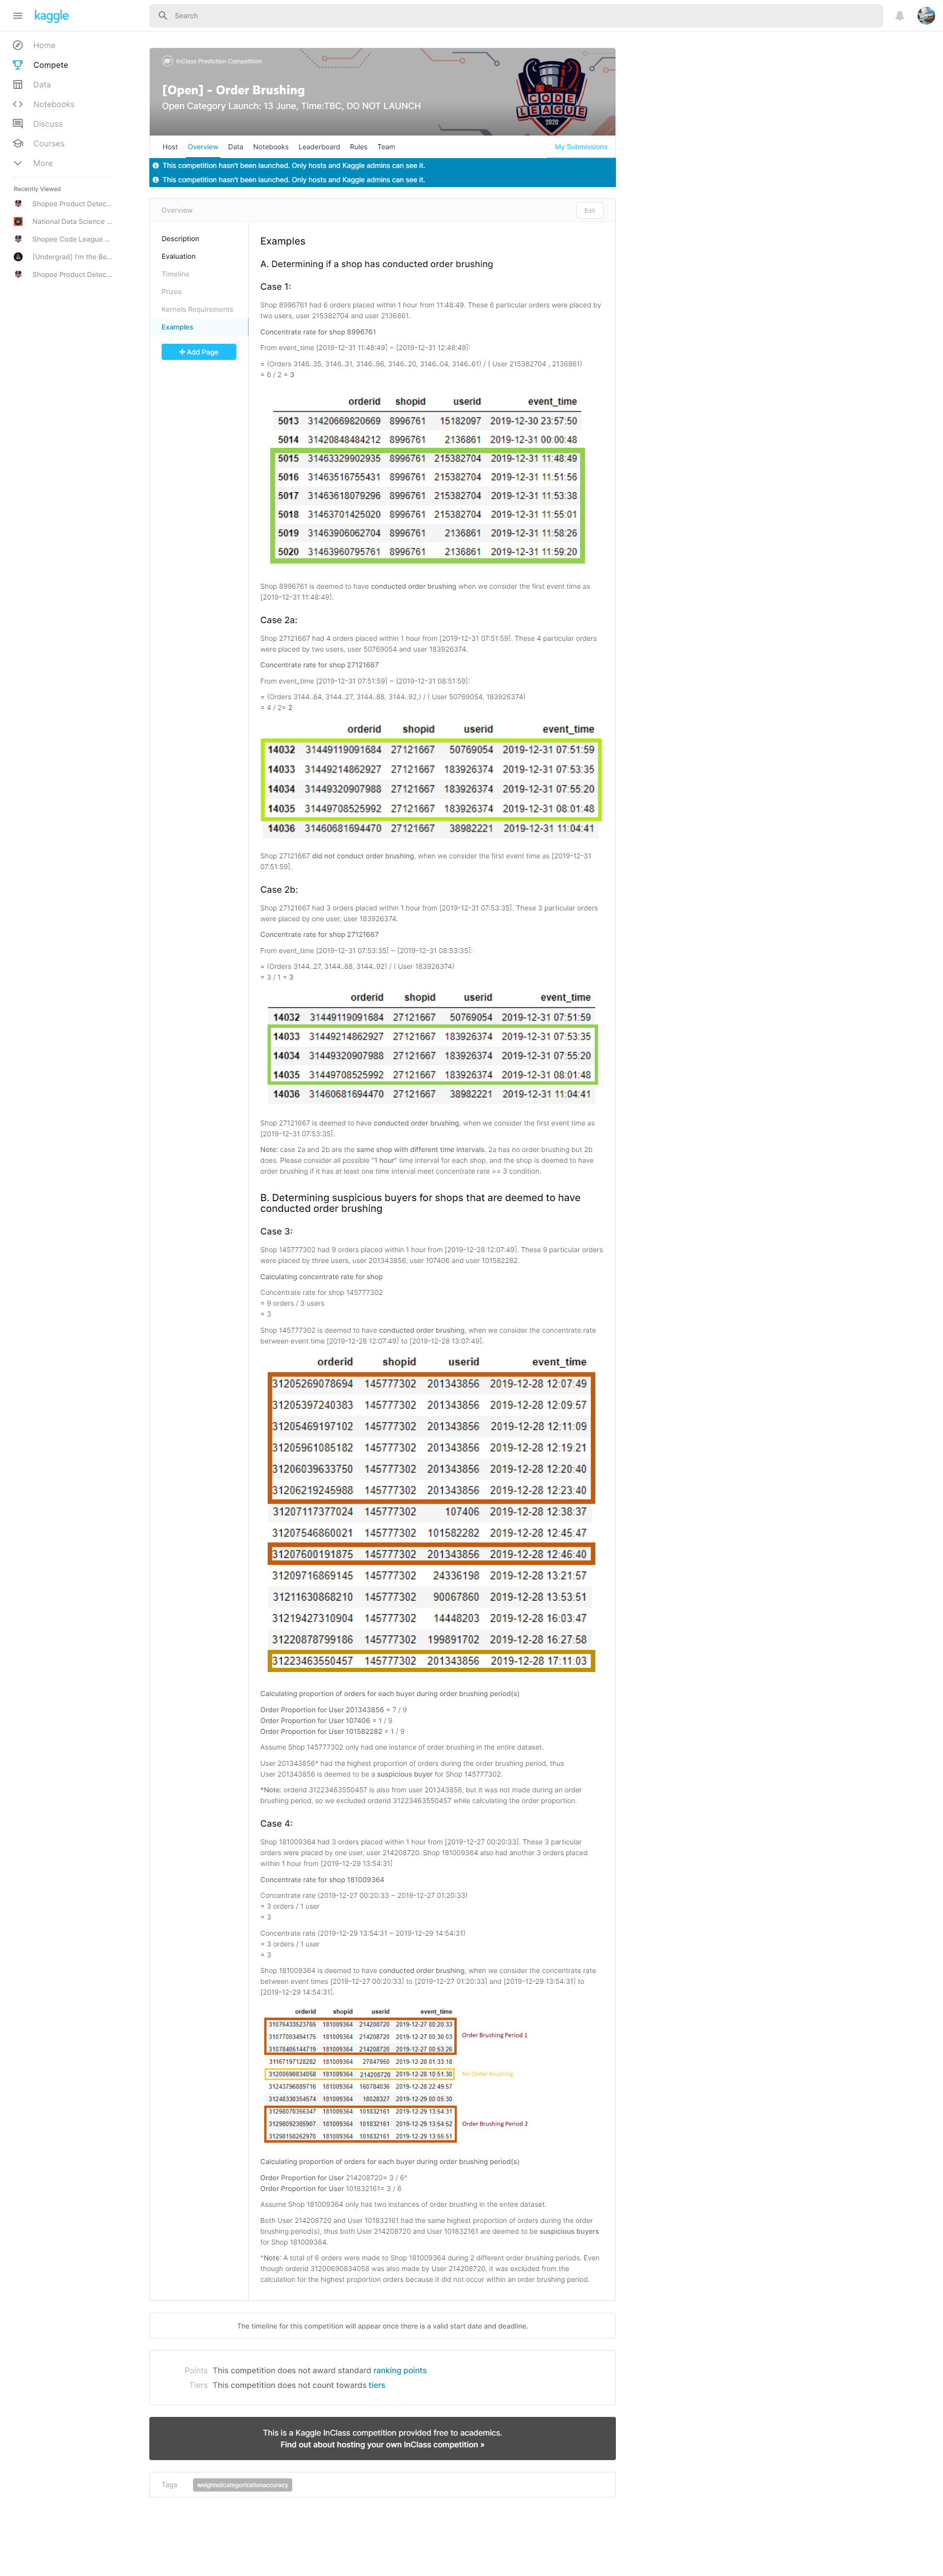 kaggle
Search
Home
Compete
Data
Notebooks
Discuss
Courses
More
Recently Viewed
Shopee Product Detec...
National Data Science ...
Shopee Code League ...
[Undergrad] I'm the Be...
Shopee Product Detec...
InClass Prediction Competition
[Open] - Order Brushing
Open Category Launch: 13 June, Time:TBC, DO NOT LAUNCH
Shopee
CODE
LEAGUE
2020
Host Overview Data Notebooks Leaderboard Rules Team My Submissions
This competition hasn't been launched. Only hosts and Kaggle admins can see it.
This competition hasn't been launched. Only hosts and Kaggle admins can see it.
Overview
Edit
Description
Evaluation
Timeline
Prizes
Kernels Requirements
Examples
+ Add Page
Examples
A. Determining if a shop has conducted order brushing
Case 1:
Shop 8996761 had 6 orders placed within 1 hour from 11:48:49. These 6 particular orders were placed by
two users, user 215382704 and user 2136861.
Concentrate rate for shop 8996761
From event_time [2019-12-31 11:48:49] ~ [2019-12-31 12:48:49]:
= (Orders 3146..35, 3146..31, 3146..96, 3146..20, 3146..04, 3146..61) / ( User 215382704 , 2136861)
= 6 / 2 = 3
orderid shopid userid event_time
5013 31420669820669 8996761 15182097 2019-12-30 23:57:50
5014 31420848484212 8996761 2136861 2019-12-31 00:00:48
5015 31463329902935 8996761 215382704 2019-12-31 11:48:49
5016 31463516755431 8996761 215382704 2019-12-31 11:51:56
5017 31463618079296 8996761 215382704 2019-12-31 11:53:38
5018 31463701425020 8996761 215382704 2019-12-31 11:55:01
5019 31463906062704 8996761 2136861 2019-12-31 11:58:26
5020 31463960795761 8996761 2136861 2019-12-31 11:59:20
Shop 8996761 is deemed to have conducted order brushing when we consider the first event time as
[2019-12-31 11:48:49].
Case 2a:
Shop 27121667 had 4 orders placed within 1 hour from [2019-12-31 07:51:59]. These 4 particular orders
were placed by two users, user 50769054 and user 183926374.
Concentrate rate for shop 27121667
From event_time [2019-12-31 07:51:59] ~ [2019-12-31 08:51:59]:
= (Orders 3144..84, 3144..27, 3144..88, 3144..92,) / ( User 50769054, 183926374)
= 4 / 2= 2
orderid shopid userid event_time
14032 31449119091684 27121667 50769054 2019-12-31 07:51:59
14033 31449214862927 27121667 183926374 2019-12-31 07:53:35
14034 31449320907988 27121667 183926374 2019-12-31 07:55:20
14035 31449708525992 27121667 183926374 2019-12-31 08:01:48
14036 31460681694470 27121667 38982221 2019-12-31 11:04:41
Shop 27121667 did not conduct order brushing, when we consider the first event time as [2019-12-31
07:51:59].
Case 2b:
Shop 27121667 had 3 orders placed within 1 hour from [2019-12-31 07:53:35]. These 3 particular orders
were placed by one user, user 183926374.
Concentrate rate for shop 27121667
From event_time [2019-12-31 07:53:35] ~ [2019-12-31 08:53:35]:
= (Orders 3144..27, 3144..88, 3144..92) / ( User 183926374)
= 3 / 1 = 3
orderid shopid userid event_time
14032 31449119091684 27121667 50769054 2019-12-31 07:51:59
14033 31449214862927 27121667 183926374 2019-12-31 07:53:35
14034 31449320907988 27121667 183926374 2019-12-31 07:55:20
14035 31449708525992 27121667 183926374 2019-12-31 08:01:48
14036 31460681694470 27121667 38982221 2019-12-31 11:04:41
Shop 27121667 is deemed to have conducted order brushing, when we consider the first event time as
[2019-12-31 07:53:35].
Note: case 2a and 2b are the same shop with different time intervals. 2a has no order brushing but 2b
does. Please consider all possible "1 hour" time interval for each shop, and the shop is deemed to have
order brushing if it has at least one time interval meet concentrate rate >= 3 condition.
B. Determining suspicious buyers for shops that are deemed to have
conducted order brushing
Case 3:
Shop 145777302 had 9 orders placed within 1 hour from [2019-12-28 12:07:49]. These 9 particular orders
were placed by three users, user 201343856, user 107406 and user 101582282.
Calculating concentrate rate for shop
Concentrate rate for shop 145777302
= 9 orders / 3 users
= 3
Shop 145777302 is deemed to have conducted order brushing, when we consider the concentrate rate
between event time [2019-12-28 12:07:49] to [2019-12-28 13:07:49].
orderid shopid userid event_time
31205269078694 145777302 201343856 2019-12-28 12:07:49
31205397240383 145777302 201343856 2019-12-28 12:09:57
31205469197102 145777302 201343856 2019-12-28 12:11:09
31205961085182 145777302 201343856 2019-12-28 12:19:21
31206039633750 145777302 201343856 2019-12-28 12:20:40
31206219245988 145777302 201343856 2019-12-28 12:23:40
31207117377024 145777302 107406 2019-12-28 12:38:37
31207546860021 145777302 101582282 2019-12-28 12:45:47
31207600191875 145777302 201343856 2019-12-28 12:46:40
31209716869145 145777302 24336198 2019-12-28 13:21:57
31211630868210 145777302 90067860 2019-12-28 13:53:51
31219427310904 145777302 14448203 2019-12-28 16:03:47
31220878799186 145777302 199891702 2019-12-28 16:27:58
31223463550457 145777302 201343856 2019-12-28 17:11:03
Calculating proportion of orders for each buyer during order brushing period(s)
Order Proportion for User 201343856 = 7 / 9
Order Proportion for User 107406 = 1 / 9
Order Proportion for User 101582282 = 1 / 9
Assume Shop 145777302 only had one instance of order brushing in the entire dataset.
User 201343856* had the highest proportion of orders during the order brushing period, thus
User 201343856 is deemed to be a suspicious buyer for Shop 145777302.
*Note: orderid 31223463550457 is also from user 201343856, but it was not made during an order
brushing period, so we excluded orderid 31223463550457 while calculating the order proportion.
Case 4:
Shop 181009364 had 3 orders placed within 1 hour from [2019-12-27 00:20:33]. These 3 particular
orders were placed by one user, user 214208720. Shop 181009364 also had another 3 orders placed
within 1 hour from [2019-12-29 13:54:31]
Concentrate rate for shop 181009364
Concentrate rate (2019-12-27 00:20:33 ~ 2019-12-27 01:20:33)
= 3 orders / 1 user
= 3
Concentrate rate (2019-12-29 13:54:31 ~ 2019-12-29 14:54:31)
= 3 orders / 1 user
= 3
Shop 181009364 is deemed to have conducted order brushing, when we consider the concentrate rate
between event times [2019-12-27 00:20:33] to [2019-12-27 01:20:33] and [2019-12-29 13:54:31] to
[2019-12-29 14:54:31].
orderid shopid userid event_time
31076433523765 181009364 214208720 2019-12-27 00:20:33
31077003494175 181009364 214208720 2019-12-27 00:30:03
Order Brushing Period 1
31078405144719 181009364 214208720 2019-12-27 00:53:26
31167197128282 181009364 27847950 2019-12-28 01:33:18
31200690834058 181009364 214208720 2019-12-28 10:51:30 No Order Brushing
31243796889716 181009364 160784036 2019-12-28 22:49:57
31248330354574 181009364 18028327 2019-12-29 00:05:30
31298070356347 181009364 101832161 2019-12-29 13:54:31
31298092385907 181009364 101832161 2019-12-29 13:54:52 Order Brushing Period 2
31298150262970 181009364 101832161 2019-12-29 13:55:51
Calculating proportion of orders for each buyer during order brushing period(s)
Order Proportion for User 214208720= 3 / 6^
Order Proportion for User 101832161= 3 / 6
Assume Shop 181009364 only has two instances of order brushing in the entire dataset.
Both User 214208720 and User 101832161 had the same highest proportion of orders during the order
brushing period(s), thus both User 214208720 and User 101832161 are deemed to be suspicious buyers
for Shop 181009364.
^Note: A total of 6 orders were made to Shop 181009364 during 2 different order brushing periods. Even
though orderid 31200690834058 was also made by User 214208720, it was excluded from the
calculation for the highest proportion orders because it did not occur within an order brushing period.
The timeline for this competition will appear once there is a valid start date and deadline.
Points This competition does not award standard ranking points
Tiers This competition does not count towards tiers
This is a Kaggle InClass competition provided free to academics.
Find out about hosting your own InClass competition »
Tags weightedcategorizationaccuracy